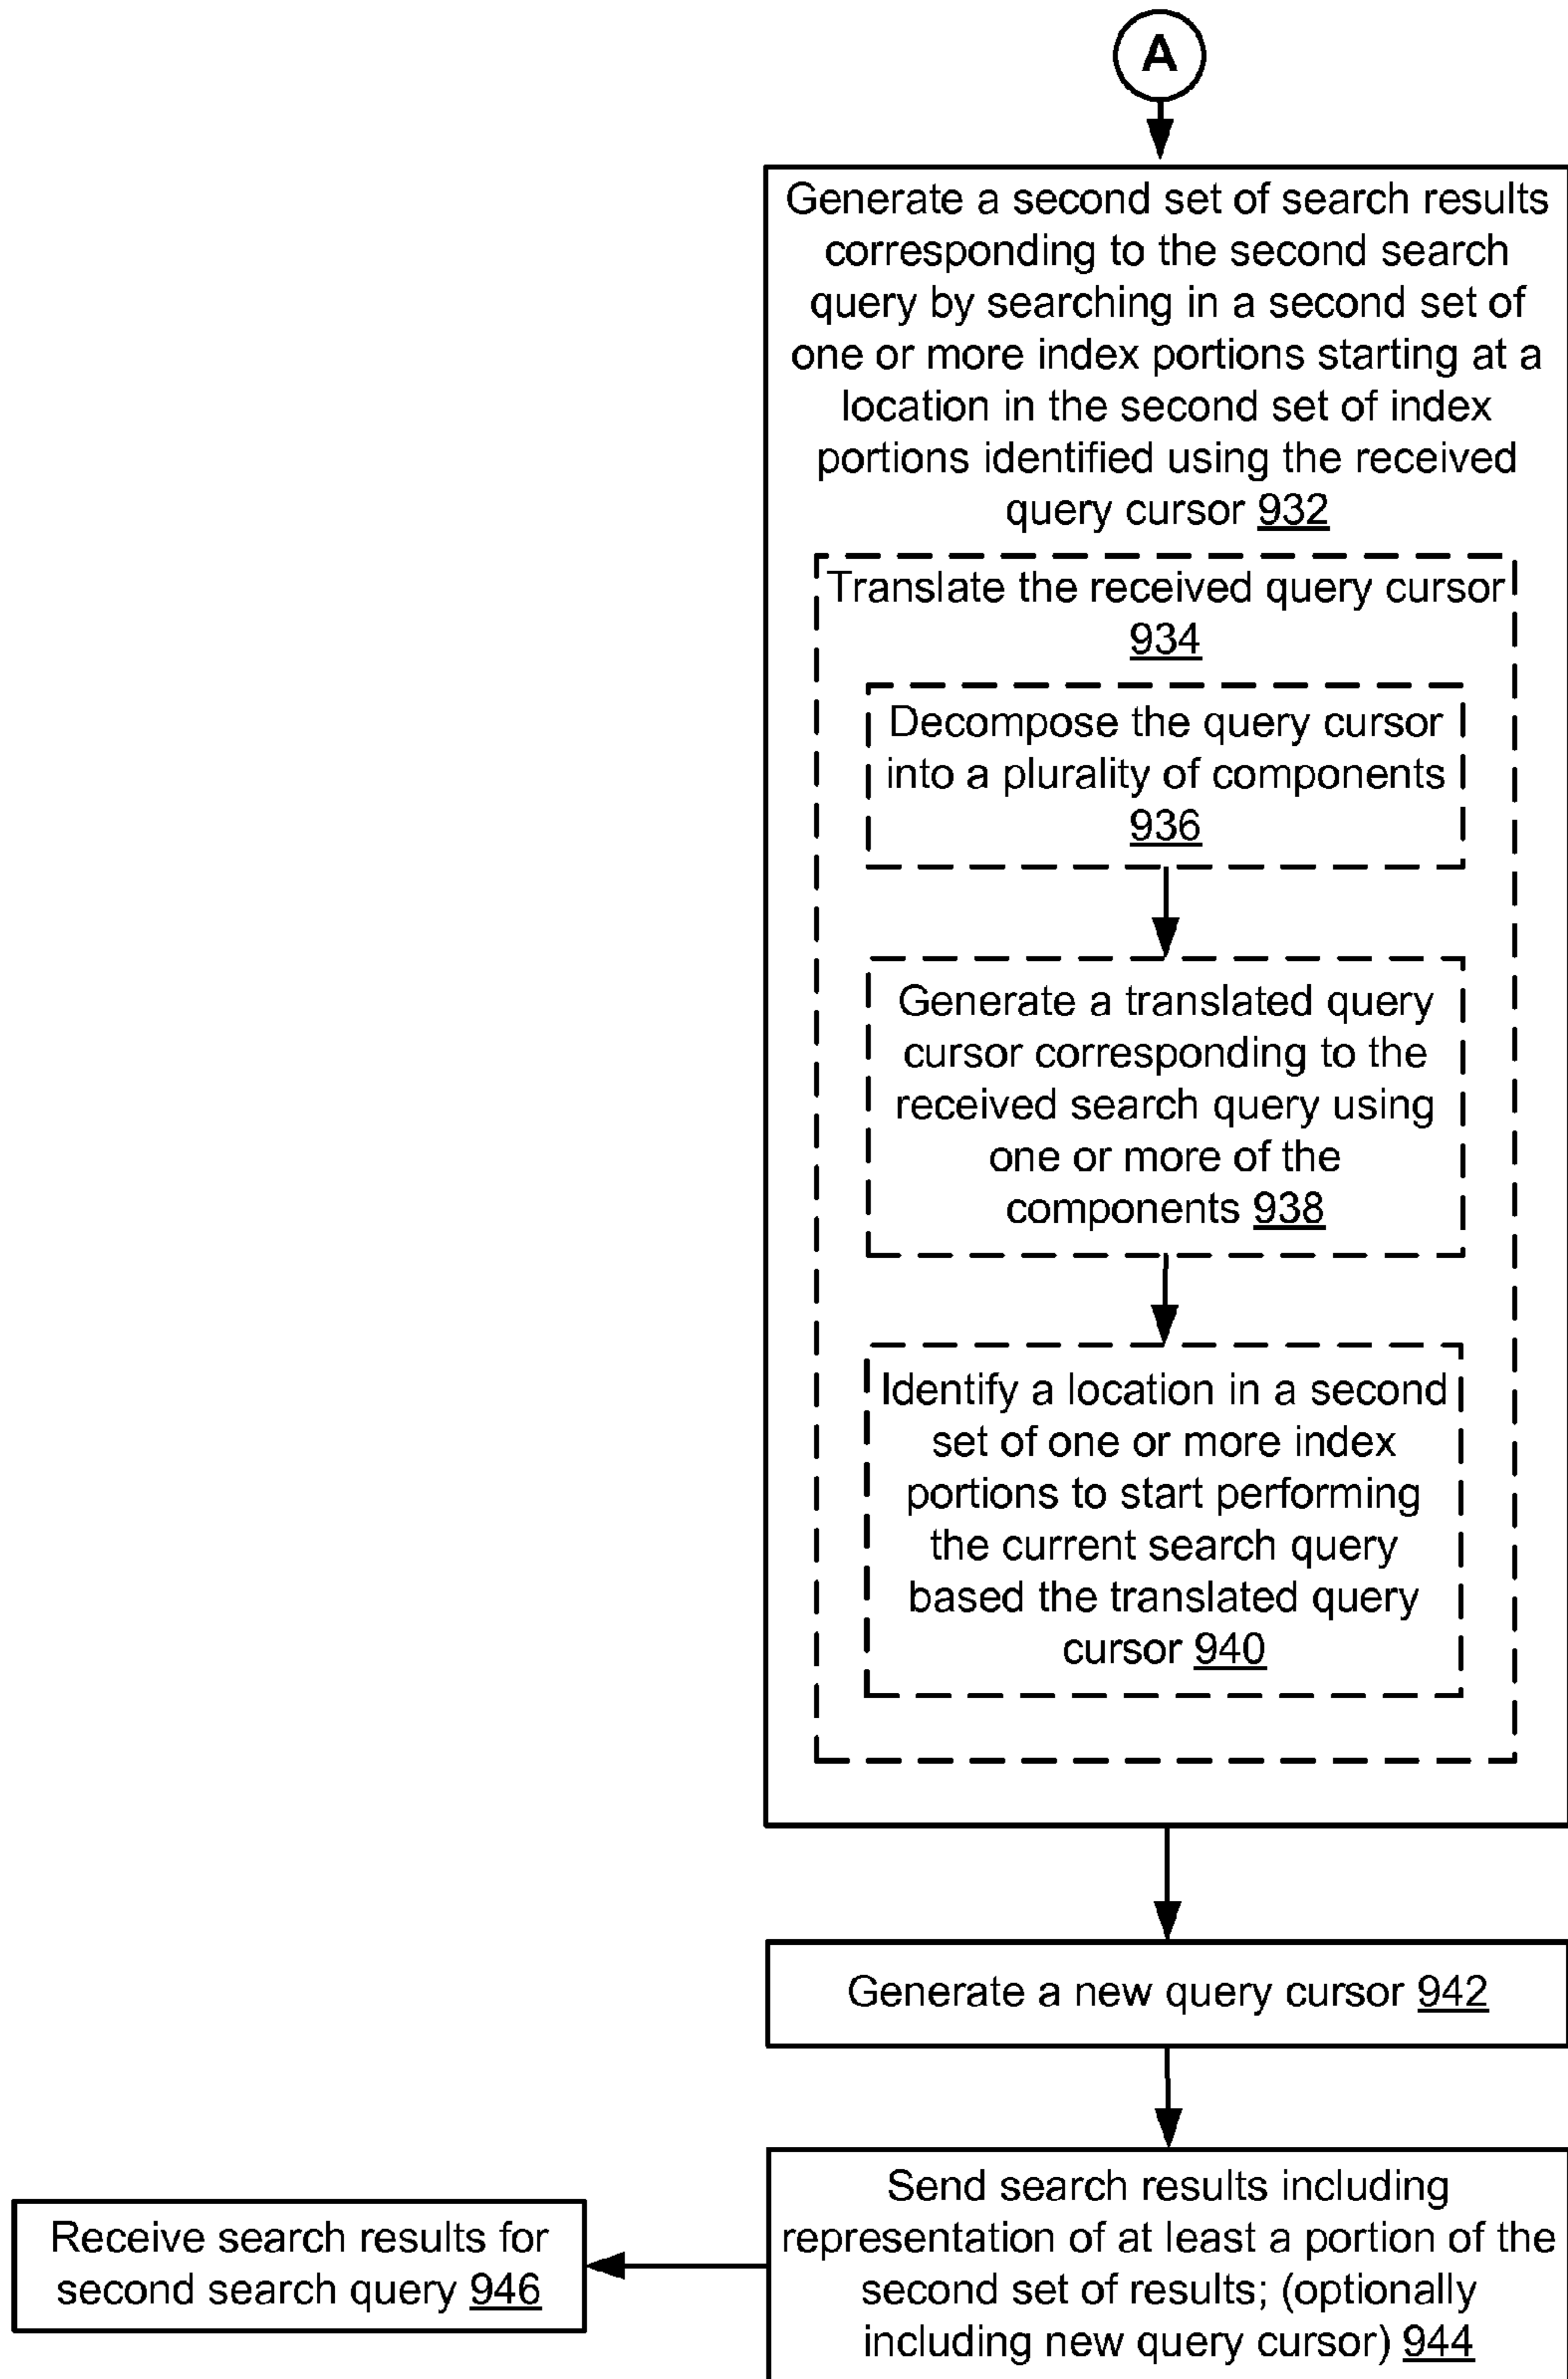 A
Generate a second set of search results
corresponding to the second search
query by searching in a second set of
one or more index portions starting at a
location in the second set of index
portions identified using the received
query cursor 932
Translate the received query cursor
934
Decompose the query cursor
into a plurality of components
936
Generate a translated query
cursor corresponding to the
received search query using
one or more of the
components 938
Identify a location in a second
set of one or more index
portions to start performing
the current search query
based the translated query
cursor 940
Generate a new query cursor 942
Send search results including
representation of at least a portion of the
second set of results; (optionally
including new query cursor) 944
Receive search results for
second search query 946